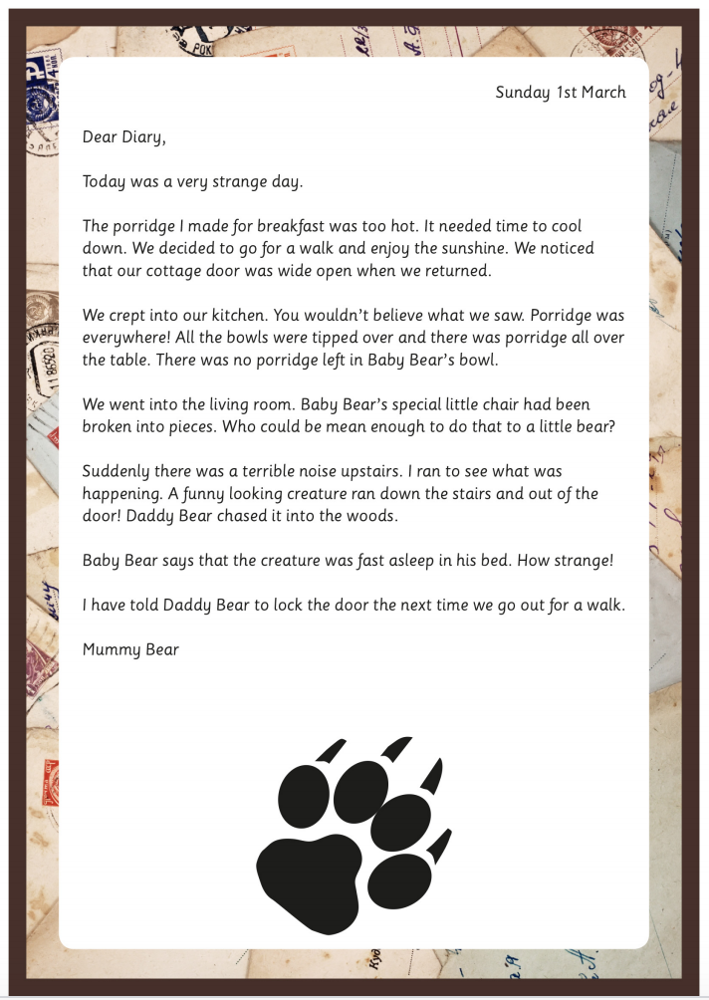 Sunday 1st March
Dear Diary,
Today was a very strange day.
The porridge I made for breakfast was too hot. It needed time to cool
down. We decided to go for a walk and enjoy the sunshine. We noticed
that our cottage door was wide open when we returned.
We crept into our kitchen. You wouldn't believe what we saw. Porridge was
everywhere! All the bowls were tipped over and there was porridge all over
the table. There was no porridge left in Baby Bear's bowl.
We went into the living room. Baby Bear's special little chair had been
broken into pieces. Who could be mean enough to do that to a little bear?
Suddenly there was a terrible noise upstairs. I ran to see what was
happening. A funny looking creature ran down the stairs and out of the
door! Daddy Bear chased it into the woods.
Baby Bear says that the creature was fast asleep in his bed. How strange!
I have told Daddy Bear to lock the door the next time we go out for a walk.
Mummy Bear